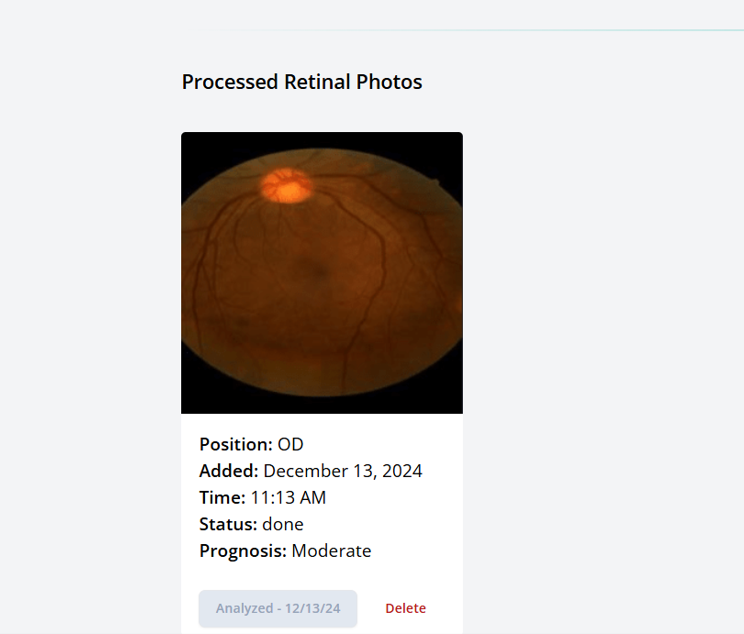 Processed Retinal Photos
Position: OD
Added: December 13, 2024
Time: 11:13 AM
Status: done
Prognosis: Moderate
Analyzed - 12/13/24 Delete